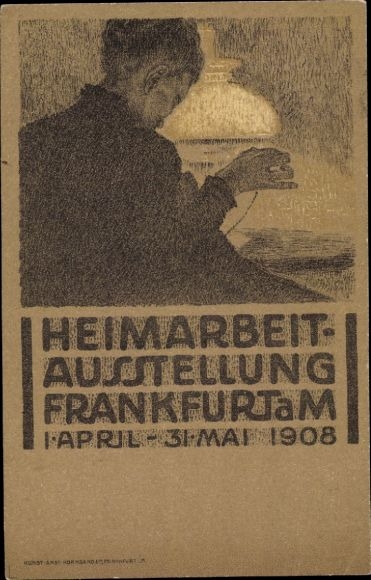 HEIMARBEIT-
AUSSTELLUNG
FRANKFURT a M
1·APRIL - 31·MAI 1908